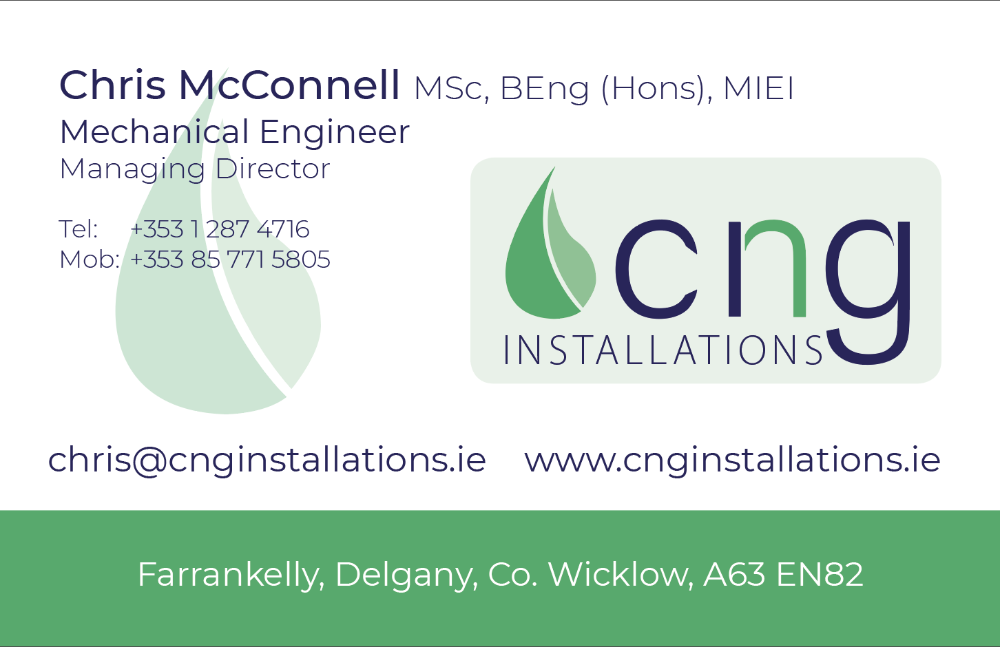 Chris McConnell MSc, BEng (Hons), MIEI
Mechanical Engineer
Managing Director
Tel: +353 1 287 4716
Mob: +353 85 771 5805
cng
INSTALLATIONS
chris@cnginstallations.ie www.cnginstallations.ie
Farrankelly, Delgany, Co. Wicklow, A63 EN82